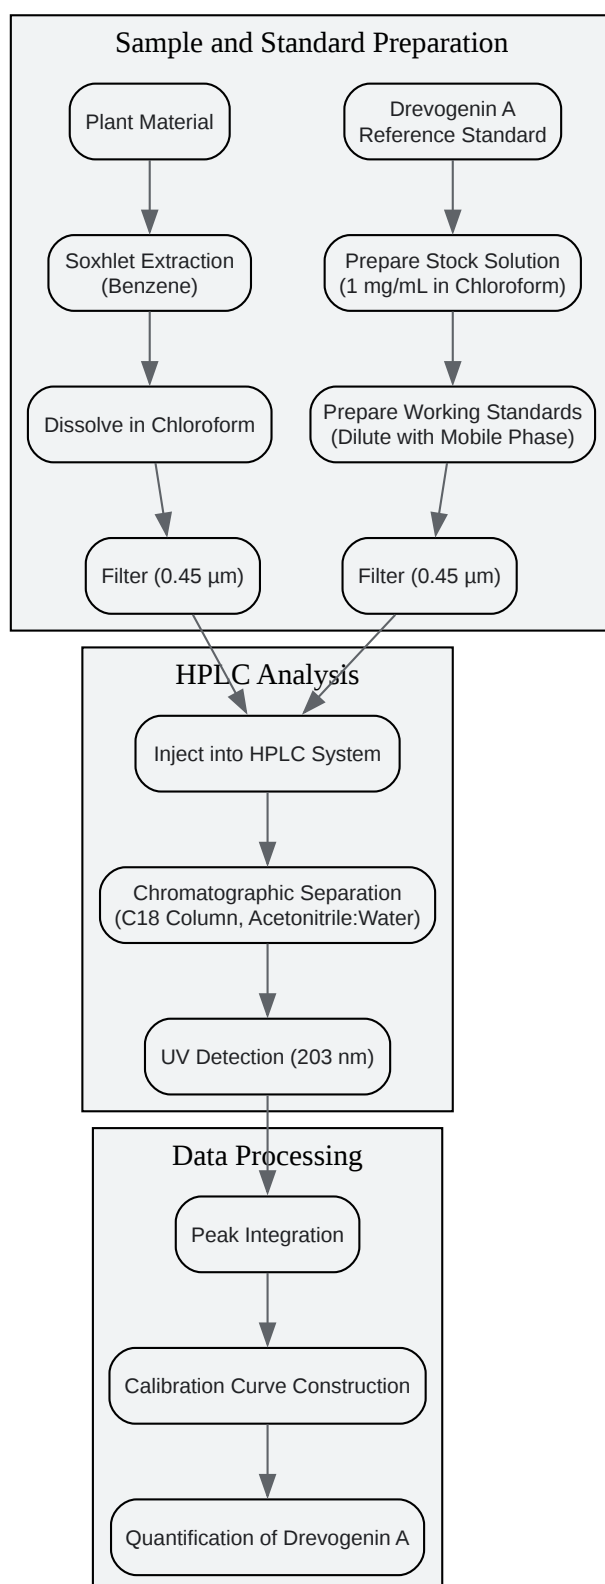 Sample and Standard Preparation
Plant Material
Drevogenin A
Reference Standard
Soxhlet Extraction
(Benzene)
Prepare Stock Solution
(1 mg/mL in Chloroform)
Dissolve in Chloroform
Prepare Working Standards
(Dilute with Mobile Phase)
Filter (0.45 µm)
Filter (0.45 µm)
HPLC Analysis
Inject into HPLC System
Chromatographic Separation
(C18 Column, Acetonitrile:Water)
UV Detection (203 nm)
Data Processing
Peak Integration
Calibration Curve Construction
Quantification of Drevogenin A